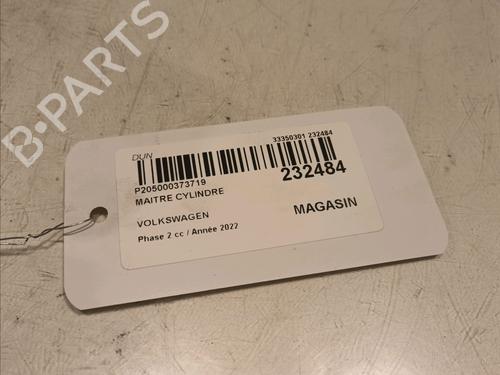 B-PARTS
DUN
33350301 232484
P205000373719
232484
MAITRE CYLINDRE
VOLKSWAGEN
MAGASIN
Phase 2 cc / Année 2022